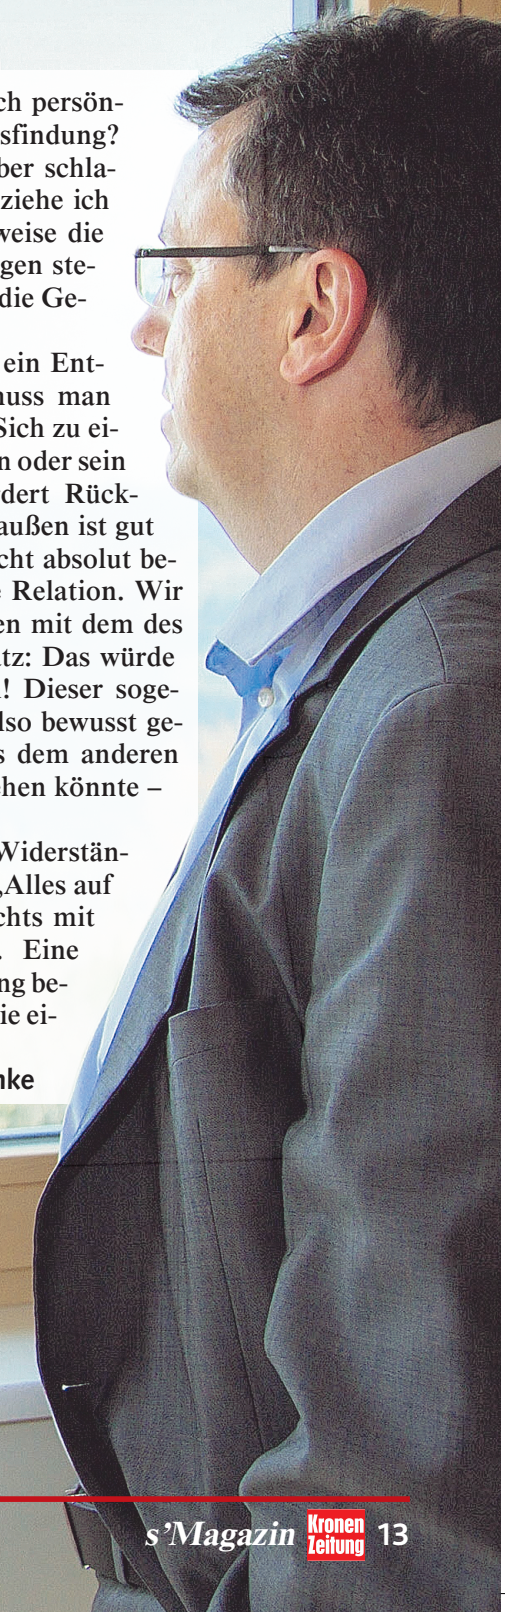 ch persön-
sfindung?
ber schla-
ziehe ich
weise die
gen ste-
die Ge-
ein Ent-
muss man
Sich zu ei-
n oder sein
dert Rück-
außen ist gut
cht absolut be-
e Relation. Wir
en mit dem des
tz: Das würde
! Dieser soge-
lso bewusst ge-
s dem anderen
ehen könnte –
Widerstän-
„Alles auf
chts mit
. Eine
ng be-
ie ei-
nke
s’Magazin Kronen Zeitung 13